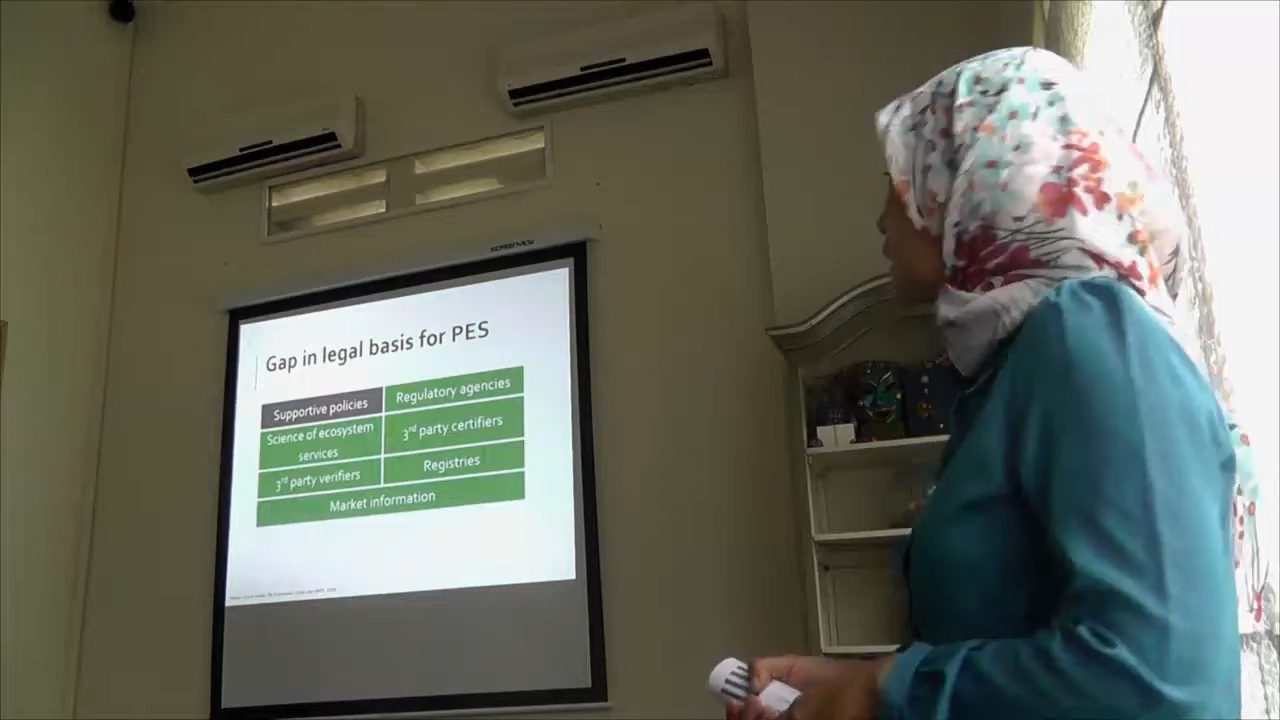 Gap in legal basis for PES
Supportive policies
Regulatory agencies
Science of ecosystem
services
3rd party certifiers
3rd party verifiers
Registries
Market information